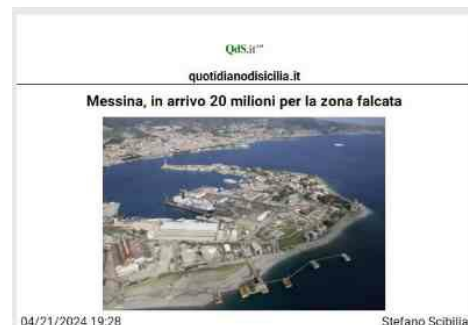 QdS.it
quotidianodisicilia.it
Messina, in arrivo 20 milioni per la zona falcata
04/21/2024 19:28
Stefano Scibilia